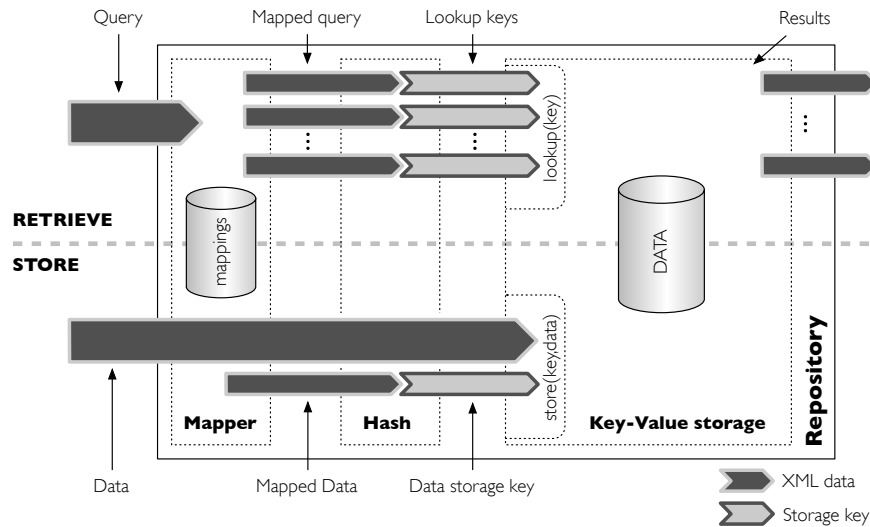 Query
Mapped query
Lookup keys
Results
lookup(key)
RETRIEVE
STORE
mappings
DATA
store(key,data)
Repository
Mapper
Hash
Key-Value storage
Data
Mapped Data
Data storage key
XML data
Storage key